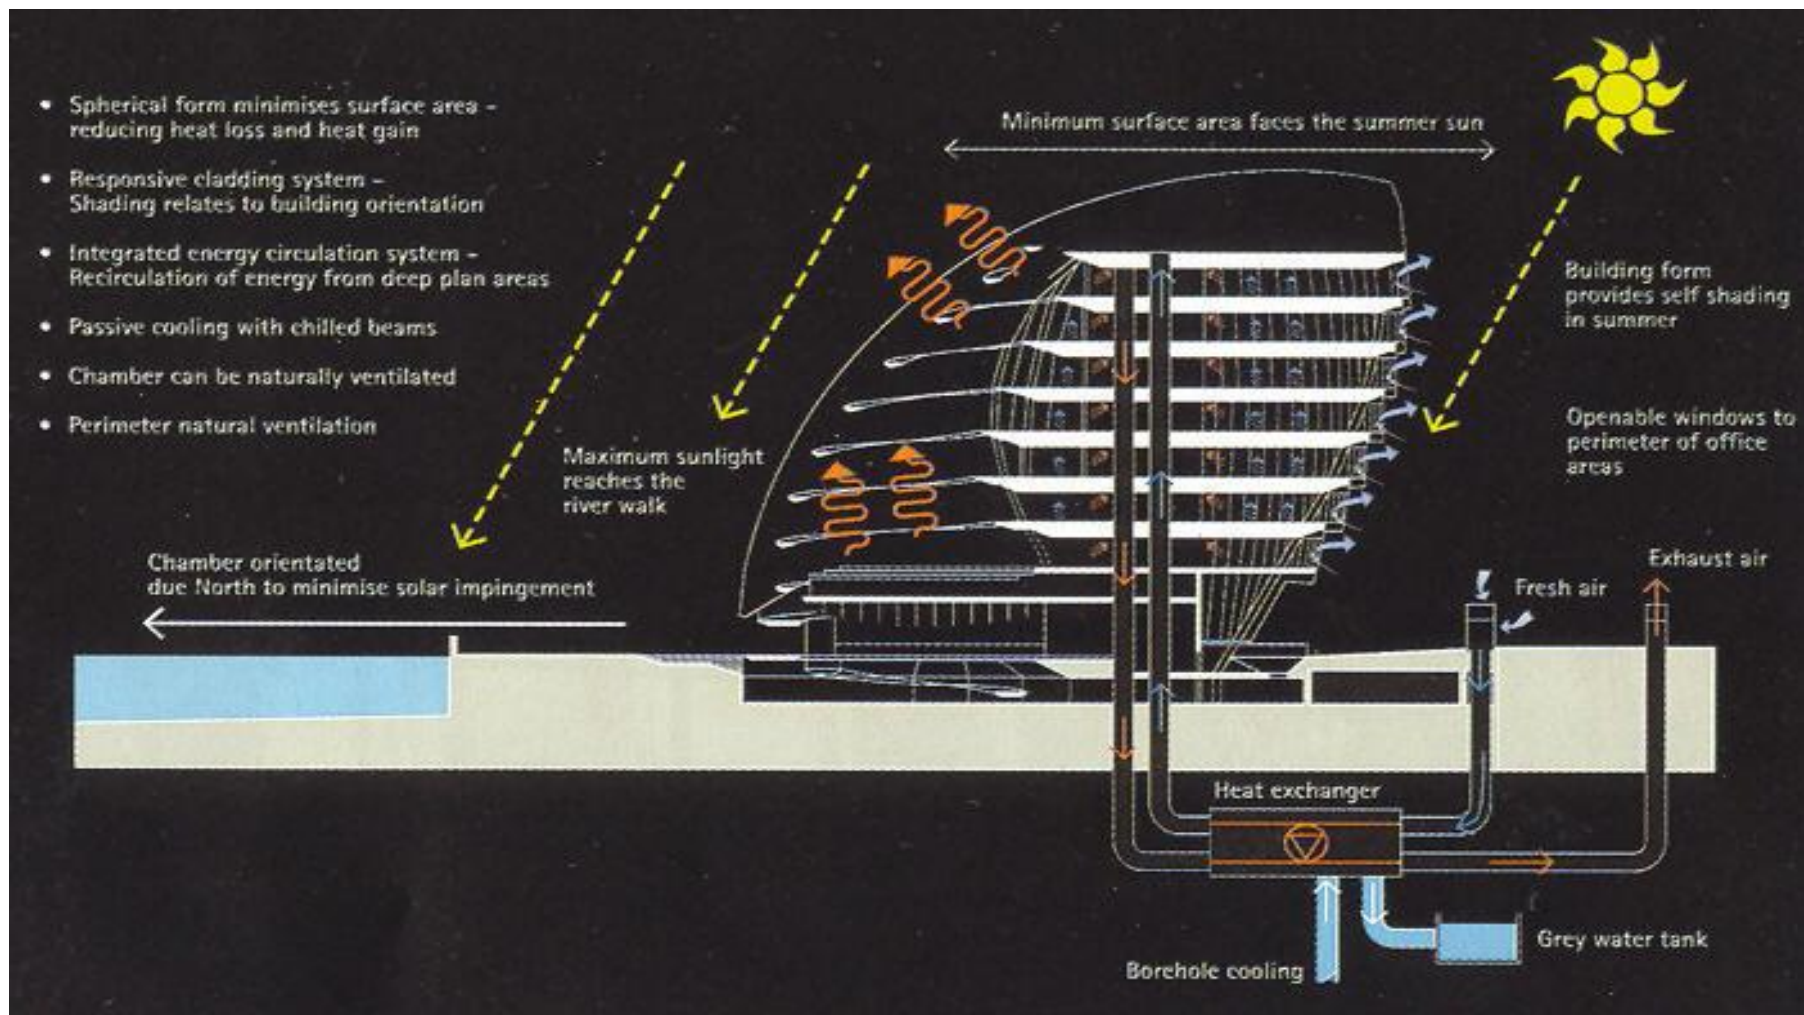 • Spherical form minimises surface area –
reducing heat loss and heat gain
• Responsive cladding system –
Shading relates to building orientation
• Integrated energy circulation system –
Recirculation of energy from deep plan areas
• Passive cooling with chilled beams
• Chamber can be naturally ventilated
• Perimeter natural ventilation
Minimum surface area faces the summer sun
Building form
provides self shading
in summer
Openable windows to
perimeter of office
areas
Maximum sunlight
reaches the
river walk
Chamber orientated
due North to minimise solar impingement
Exhaust air
Fresh air
Heat exchanger
Grey water tank
Borehole cooling